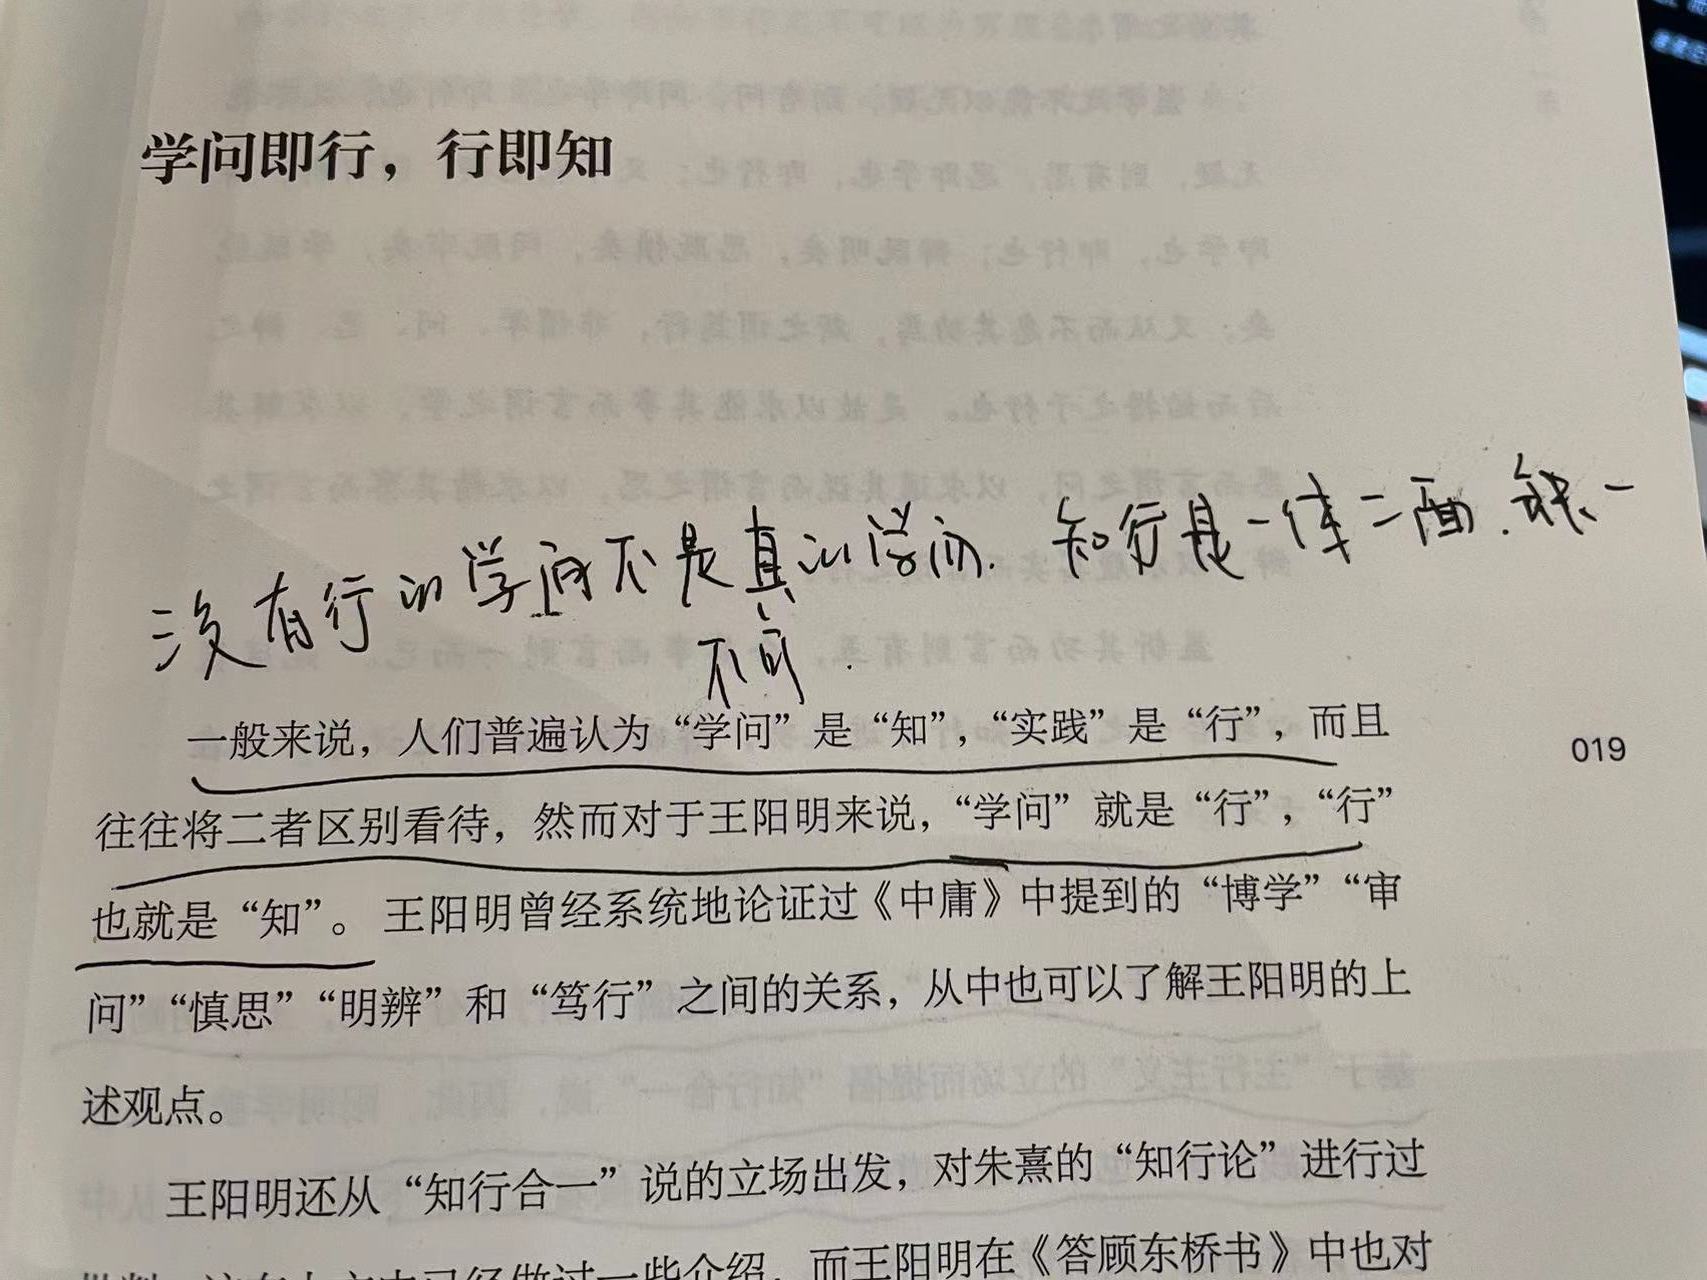 学问即行，行即知
没有行的学问不是真的学问．知行是一体二面．缺一
不可．
一般来说，人们普遍认为“学问”是“知”，“实践”是“行”，而且
019
往往将二者区别看待，然而对于王阳明来说，“学问”就是“行”，“行”
也就是“知”。王阳明曾经系统地论证过《中庸》中提到的“博学”“审
问”“慎思”“明辨”和“笃行”之间的关系，从中也可以了解王阳明的上
述观点。
王阳明还从“知行合一”说的立场出发，对朱熹的“知行论”进行过
已经做过一些介绍，而王阳明在《答顾东桥书》中也对